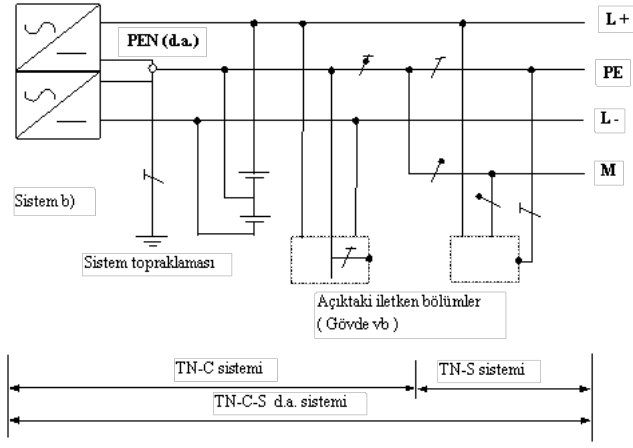 L +
PEN (d.a.)
PE
L -
M
Sistem b)
Sistem topraklaması
Açıktaki iletken bölümler
( Gövde vb )
TN-C sistemi
TN-S sistemi
TN-C-S d.a. sistemi